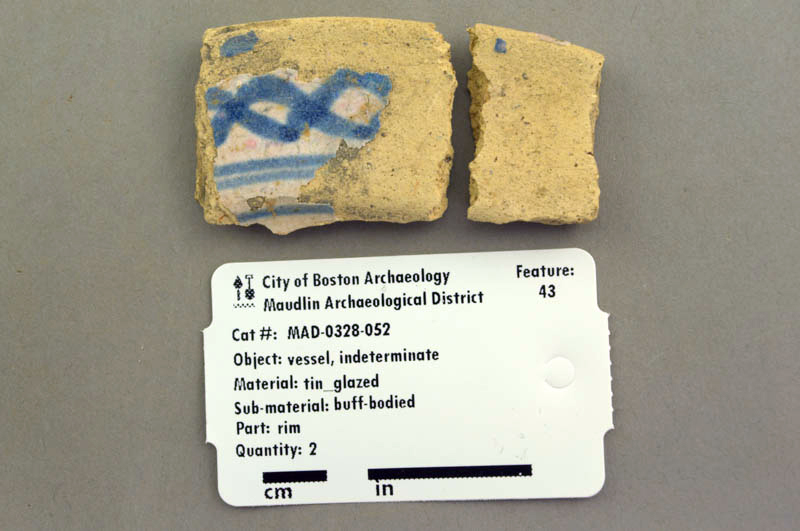 City of Boston Archaeology
Maudlin Archaeological District
Feature:
43
Cat #: MAD-0328-052
Object: vessel, indeterminate
Material: tin_glazed
Sub-material: buff-bodied
Part: rim
Quantity: 2
cm in